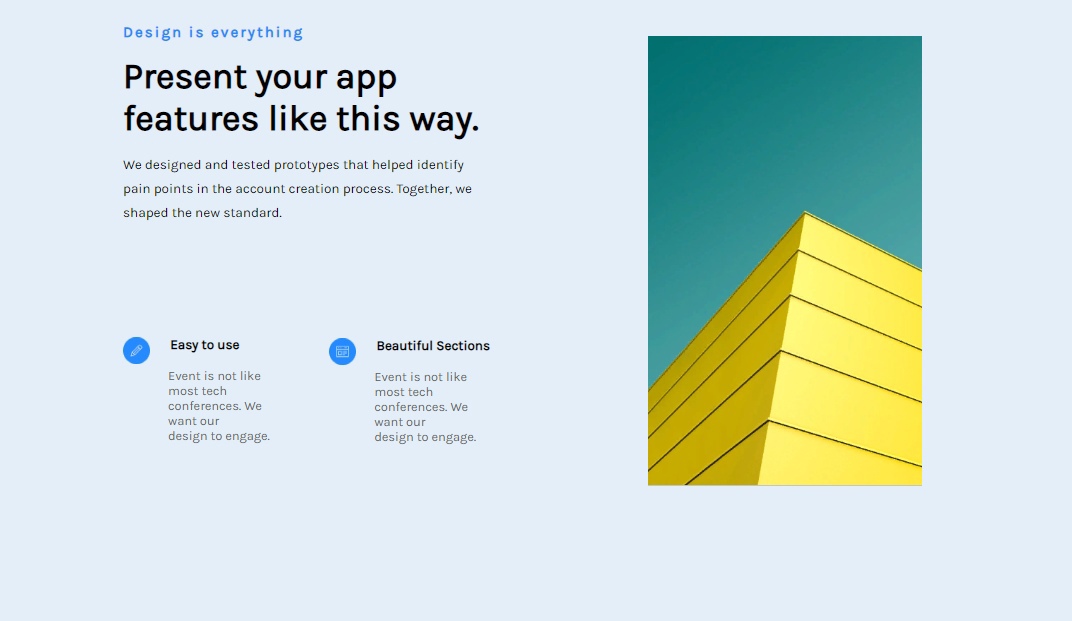 Design is everything
Present your app
features like this way.
We designed and tested prototypes that helped identify
pain points in the account creation process. Together, we
shaped the new standard.
Easy to use
Event is not like
most tech
conferences. We
want our
design to engage.
Beautiful Sections
Event is not like
most tech
conferences. We
want our
design to engage.